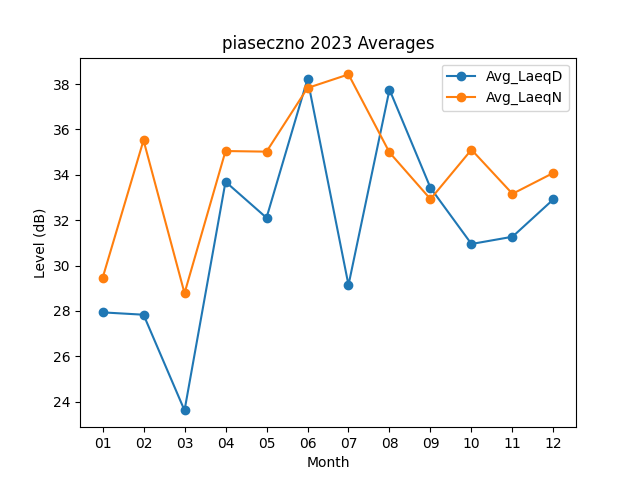 piaseczno 2023 Averages
Avg_LaeqD
Avg_LaeqN
Level (dB)
38
36
34
32
30
28
26
24
01 02 03 04 05 06 07 08 09 10 11 12
Month